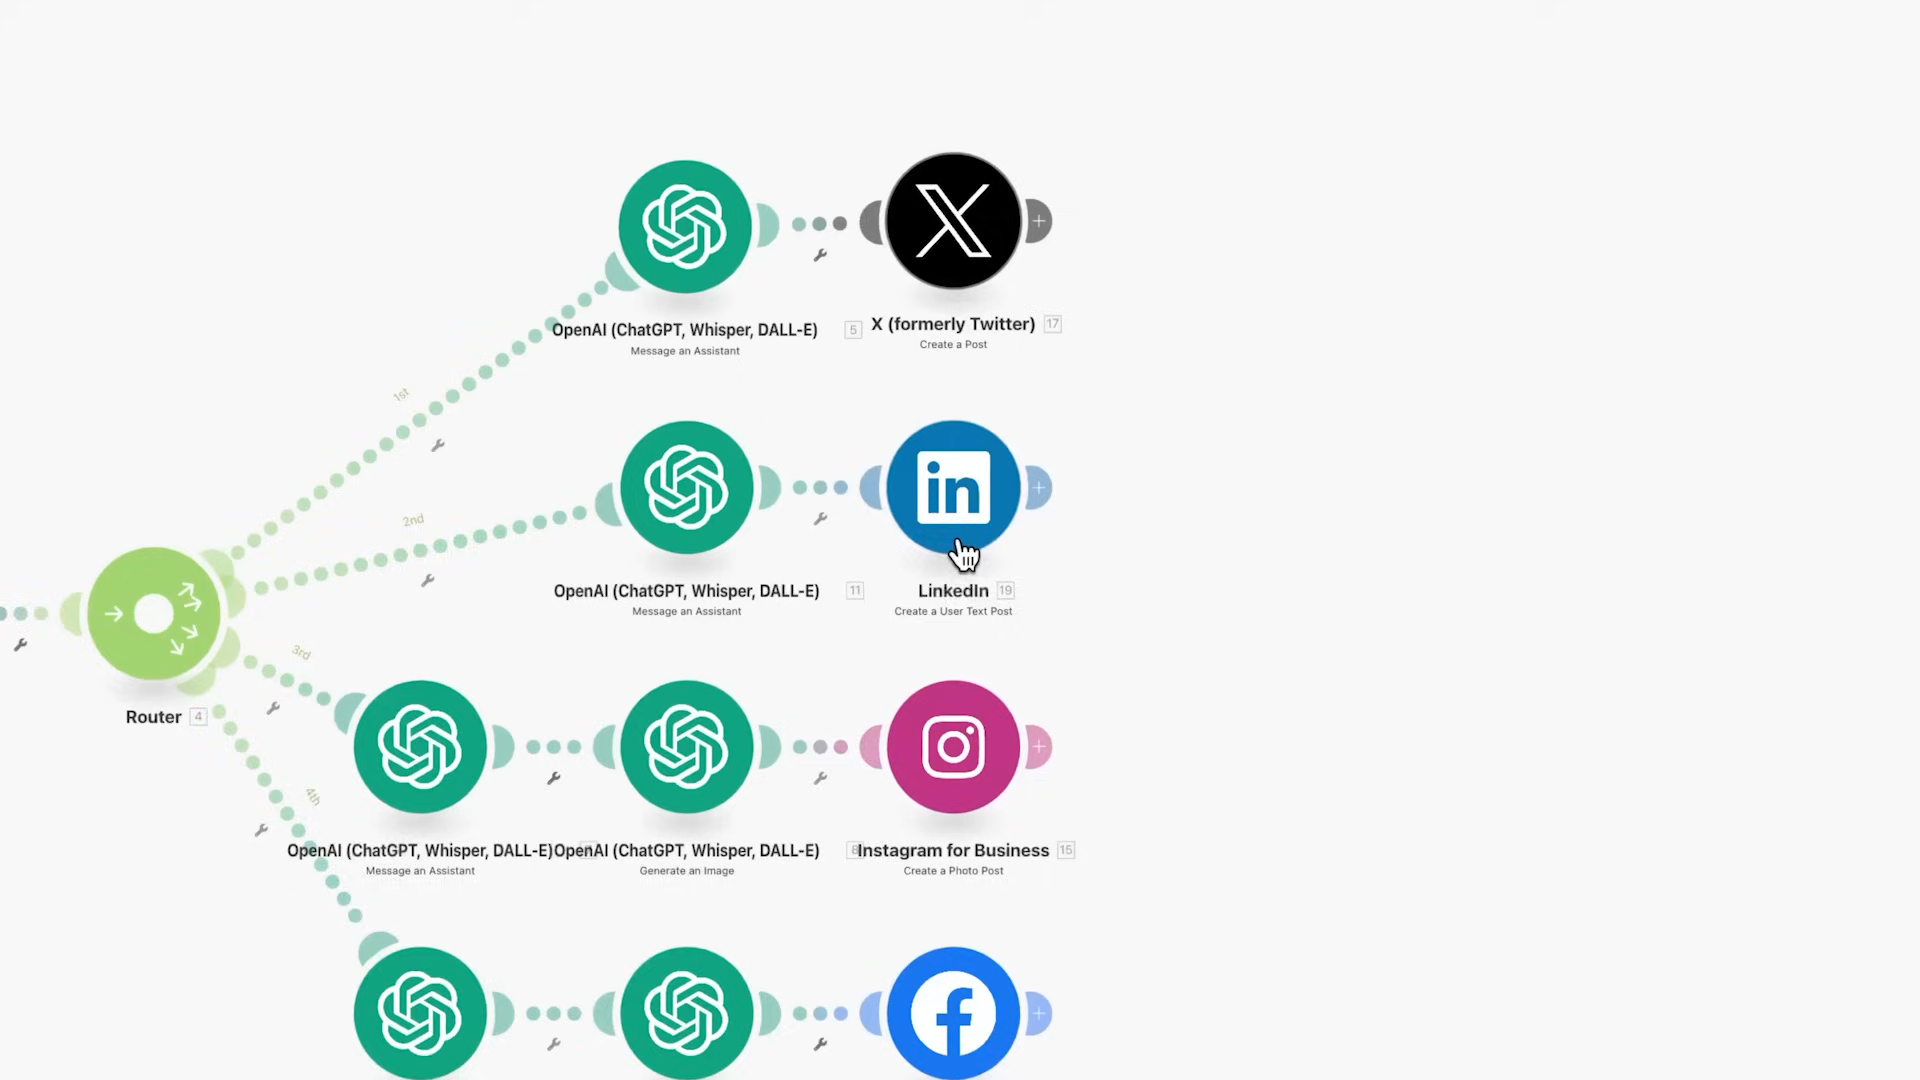 OpenAI (ChatGPT, Whisper, DALL-E) 5
Message an Assistant
X (formerly Twitter) 17
Create a Post
1st
2nd
in
OpenAI (ChatGPT, Whisper, DALL-E) 11
Message an Assistant
LinkedIn 19
Create a User Text Post
3rd
Router 4
4th
OpenAI (ChatGPT, Whisper, DALL-E)
Message an Assistant
OpenAI (ChatGPT, Whisper, DALL-E) 8
Generate an Image
Instagram for Business 15
Create a Photo Post